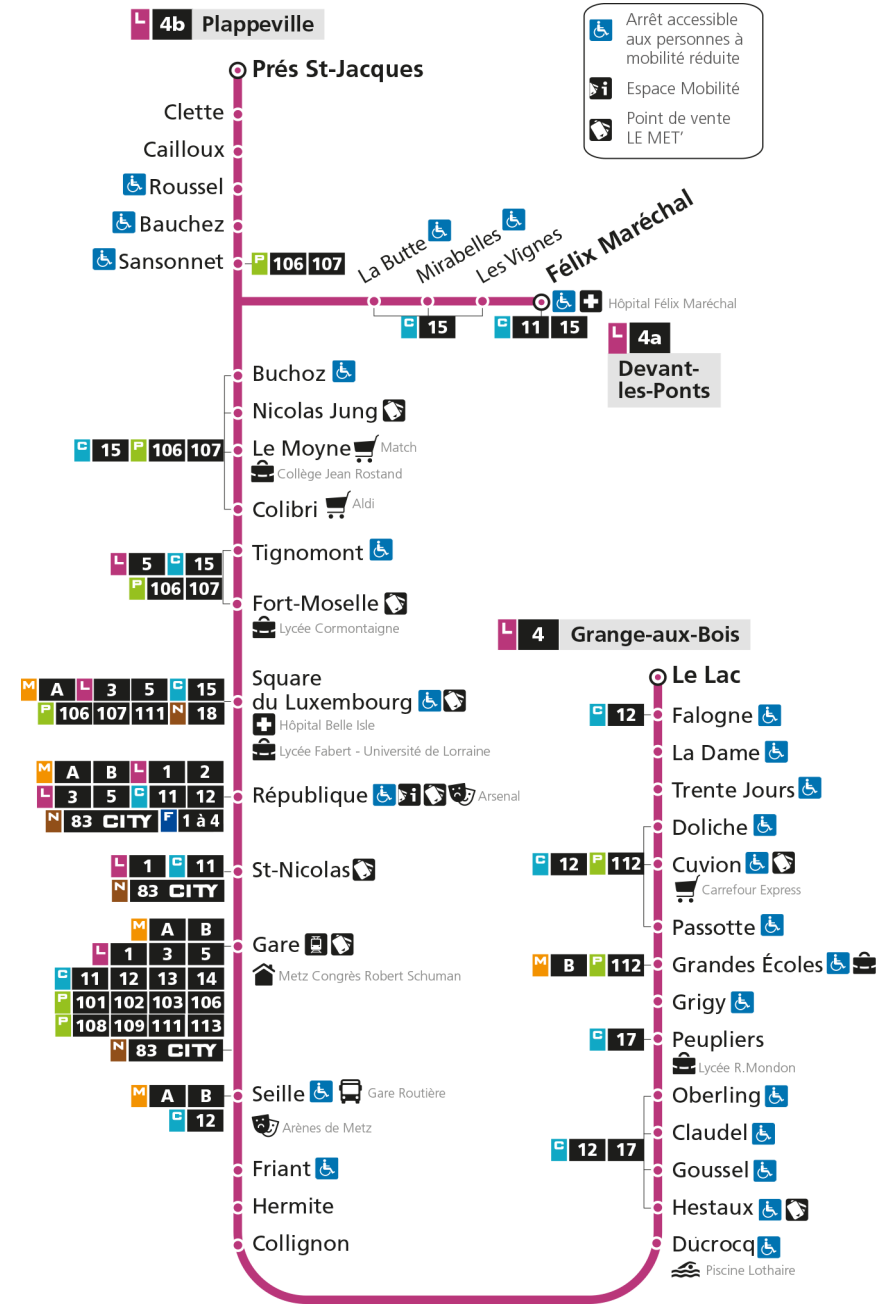 L 4b Plappeville
Arrêt accessible
aux personnes à
mobilité réduite
i Espace Mobilité
Point de vente
LE MET’
Prés St-Jacques
Clette
Cailloux
Roussel
Bauchez
Sansonnet
P 106 107
La Butte
Mirabelles
Les Vignes
Félix Maréchal
Hôpital Félix Maréchal
C 15
C 11 15
L 4a
Devant-
les-Ponts
Buchoz
Nicolas Jung
C 15 P 106 107
Le Moyne
Match
Collège Jean Rostand
Colibri
Aldi
Tignomont
L 5 C 15
P 106 107
Fort-Moselle
Lycée Cormontaigne
Square
du Luxembourg
M A L 3 5 C 15
P 106 107 111 N 18
Hôpital Belle Isle
Lycée Fabert - Université de Lorraine
M A B L 1 2
L 3 5 C 11 12
N 83 CITY F 1 à 4
République
i
Arsenal
L 1 C 11
N 83 CITY
St-Nicolas
M A B
L 1 3 5
C 11 12 13 14
P 101 102 103 106
P 108 109 111 113
N 83 CITY
Gare
Metz Congrès Robert Schuman
M A B
C 12
Seille
Gare Routière
Arènes de Metz
Friant
Hermite
Collignon
L 4 Grange-aux-Bois
Le Lac
C 12
Falogne
La Dame
Trente Jours
Doliche
C 12 P 112
Cuvion
Carrefour Express
Passotte
M B P 112
Grandes Écoles
Grigy
C 17
Peupliers
Lycée R.Mondon
Oberling
Claudel
C 12 17
Goussel
Hestaux
Ducrocq
Piscine Lothaire